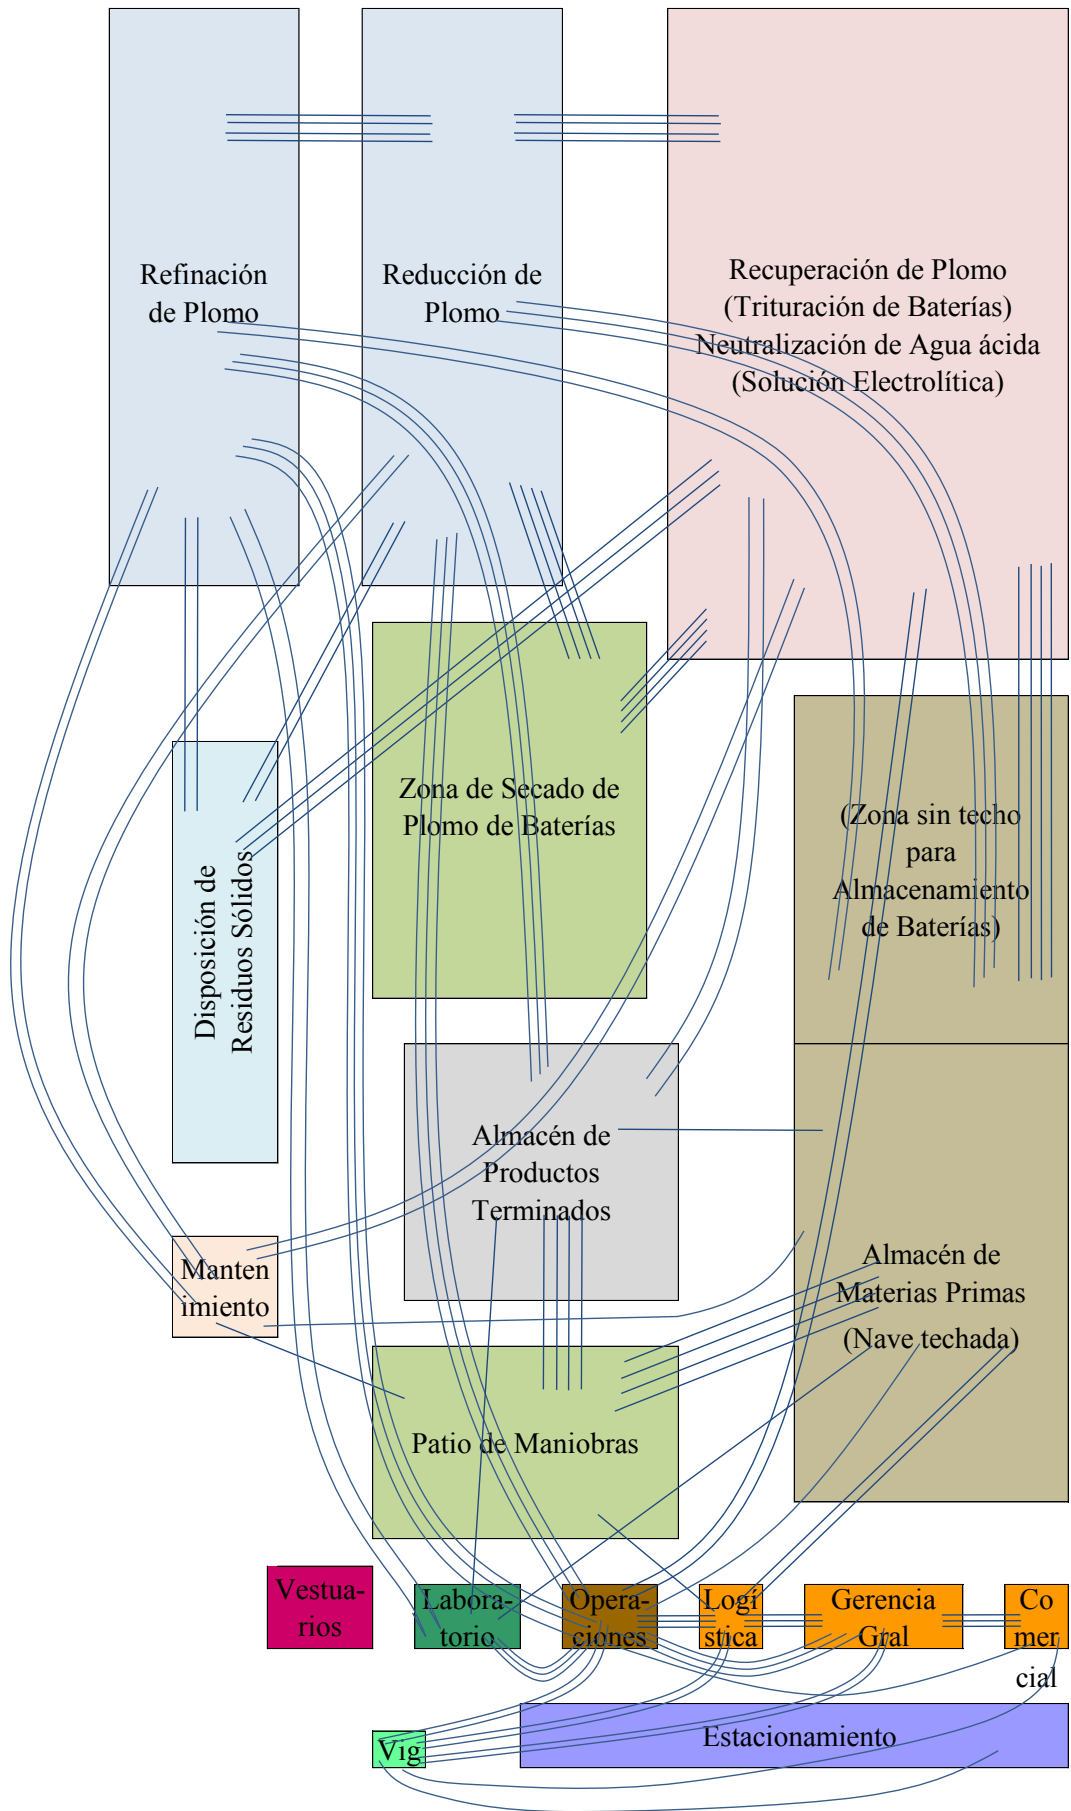 Refinación
de Plomo
Reducción de
Plomo
Recuperación de Plomo
(Trituración de Baterías)
Neutralización de Agua ácida
(Solución Electrolítica)
Zona de Secado de
Plomo de Baterías
(Zona sin techo
para
Almacenamiento
de Baterías)
Disposición de
Residuos Sólidos
Almacén de
Productos
Terminados
Manten
imiento
Almacén de
Materias Primas
(Nave techada)
Patio de Maniobras
Vestua-
rios
Labora-
torio
Opera-
ciones
Logí
stica
Gerencia
Gral
Co
mer
cial
Vig
Estacionamiento